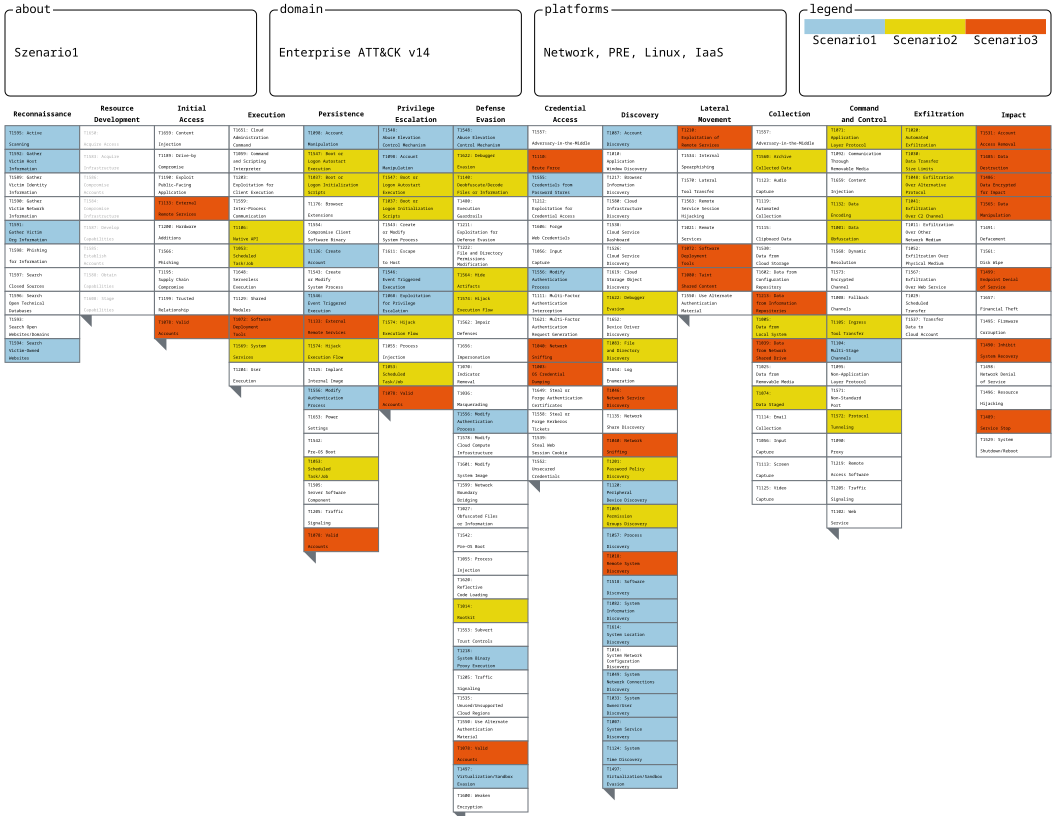 about
Szenario1
domain
Enterprise ATT&CK v14
platforms
Network, PRE, Linux, IaaS
legend
Scenario1
Scenario2
Scenario3
Reconnaissance
T1595: Active
Scanning
T1592: Gather
Victim Host
Information
T1589: Gather
Victim Identity
Information
T1590: Gather
Victim Network
Information
T1591:
Gather Victim
Org Information
T1598: Phishing
for Information
T1597: Search
Closed Sources
T1596: Search
Open Technical
Databases
T1593:
Search Open
Websites/Domains
T1594: Search
Victim-Owned
Websites
Resource
Development
T1650:
Acquire Access
T1583: Acquire
Infrastructure
T1586:
Compromise
Accounts
T1584:
Compromise
Infrastructure
T1587: Develop
Capabilities
T1585:
Establish
Accounts
T1588: Obtain
Capabilities
T1608: Stage
Capabilities
Initial
Access
T1659: Content
Injection
T1189: Drive-by
Compromise
T1190: Exploit
Public-Facing
Application
T1133: External
Remote Services
T1200: Hardware
Additions
T1566:
Phishing
T1195:
Supply Chain
Compromise
T1199: Trusted
Relationship
T1078: Valid
Accounts
Execution
T1651: Cloud
Administration
Command
T1059: Command
and Scripting
Interpreter
T1203:
Exploitation for
Client Execution
T1559:
Inter-Process
Communication
T1106:
Native API
T1053:
Scheduled
Task/Job
T1648:
Serverless
Execution
T1129: Shared
Modules
T1072: Software
Deployment
Tools
T1569: System
Services
T1204: User
Execution
Persistence
T1098: Account
Manipulation
T1547: Boot or
Logon Autostart
Execution
T1037: Boot or
Logon Initialization
Scripts
T1176: Browser
Extensions
T1554:
Compromise Client
Software Binary
T1136: Create
Account
T1543: Create
or Modify
System Process
T1546:
Event Triggered
Execution
T1133: External
Remote Services
T1574: Hijack
Execution Flow
T1525: Implant
Internal Image
T1556: Modify
Authentication
Process
T1653: Power
Settings
T1542:
Pre-OS Boot
T1053:
Scheduled
Task/Job
T1505:
Server Software
Component
T1205: Traffic
Signaling
T1078: Valid
Accounts
Privilege
Escalation
T1548:
Abuse Elevation
Control Mechanism
T1098: Account
Manipulation
T1547: Boot or
Logon Autostart
Execution
T1037: Boot or
Logon Initialization
Scripts
T1543: Create
or Modify
System Process
T1611: Escape
to Host
T1546:
Event Triggered
Execution
T1068: Exploitation
for Privilege
Escalation
T1574: Hijack
Execution Flow
T1055: Process
Injection
T1053:
Scheduled
Task/Job
T1078: Valid
Accounts
Defense
Evasion
T1548:
Abuse Elevation
Control Mechanism
T1622: Debugger
Evasion
T1140:
Deobfuscate/Decode
Files or Information
T1480:
Execution
Guardrails
T1211:
Exploitation for
Defense Evasion
T1222:
File and Directory
Permissions
Modification
T1564: Hide
Artifacts
T1574: Hijack
Execution Flow
T1562: Impair
Defenses
T1656:
Impersonation
T1070:
Indicator
Removal
T1036:
Masquerading
T1556: Modify
Authentication
Process
T1578: Modify
Cloud Compute
Infrastructure
T1601: Modify
System Image
T1599: Network
Boundary
Bridging
T1027:
Obfuscated Files
or Information
T1542:
Pre-OS Boot
T1055: Process
Injection
T1620:
Reflective
Code Loading
T1014:
Rootkit
T1553: Subvert
Trust Controls
T1218:
System Binary
Proxy Execution
T1205: Traffic
Signaling
T1535:
Unused/Unsupported
Cloud Regions
T1550: Use Alternate
Authentication
Material
T1078: Valid
Accounts
T1497:
Virtualization/Sandbox
Evasion
T1600: Weaken
Encryption
Credential
Access
T1557:
Adversary-in-the-Middle
T1110:
Brute Force
T1555:
Credentials from
Password Stores
T1212:
Exploitation for
Credential Access
T1606: Forge
Web Credentials
T1056: Input
Capture
T1556: Modify
Authentication
Process
T1111: Multi-Factor
Authentication
Interception
T1621: Multi-Factor
Authentication
Request Generation
T1040: Network
Sniffing
T1003:
OS Credential
Dumping
T1649: Steal or
Forge Authentication
Certificates
T1558: Steal or
Forge Kerberos
Tickets
T1539:
Steal Web
Session Cookie
T1552:
Unsecured
Credentials
Discovery
T1087: Account
Discovery
T1010:
Application
Window Discovery
T1217: Browser
Information
Discovery
T1580: Cloud
Infrastructure
Discovery
T1538:
Cloud Service
Dashboard
T1526:
Cloud Service
Discovery
T1619: Cloud
Storage Object
Discovery
T1622: Debugger
Evasion
T1652:
Device Driver
Discovery
T1083: File
and Directory
Discovery
T1654: Log
Enumeration
T1046:
Network Service
Discovery
T1135: Network
Share Discovery
T1040: Network
Sniffing
T1201:
Password Policy
Discovery
T1120:
Peripheral
Device Discovery
T1069:
Permission
Groups Discovery
T1057: Process
Discovery
T1018:
Remote System
Discovery
T1518: Software
Discovery
T1082: System
Information
Discovery
T1614:
System Location
Discovery
T1016:
System Network
Configuration
Discovery
T1049: System
Network Connections
Discovery
T1033: System
Owner/User
Discovery
T1007:
System Service
Discovery
T1124: System
Time Discovery
T1497:
Virtualization/Sandbox
Evasion
Lateral
Movement
T1210:
Exploitation of
Remote Services
T1534: Internal
Spearphishing
T1570: Lateral
Tool Transfer
T1563: Remote
Service Session
Hijacking
T1021: Remote
Services
T1072: Software
Deployment
Tools
T1080: Taint
Shared Content
T1550: Use Alternate
Authentication
Material
Collection
T1557:
Adversary-in-the-Middle
T1560: Archive
Collected Data
T1123: Audio
Capture
T1119:
Automated
Collection
T1115:
Clipboard Data
T1530:
Data from
Cloud Storage
T1602: Data from
Configuration
Repository
T1213: Data
from Information
Repositories
T1005:
Data from
Local System
T1039: Data
from Network
Shared Drive
T1025:
Data from
Removable Media
T1074:
Data Staged
T1114: Email
Collection
T1056: Input
Capture
T1113: Screen
Capture
T1125: Video
Capture
Command
and Control
T1071:
Application
Layer Protocol
T1092: Communication
Through
Removable Media
T1659: Content
Injection
T1132: Data
Encoding
T1001: Data
Obfuscation
T1568: Dynamic
Resolution
T1573:
Encrypted
Channel
T1008: Fallback
Channels
T1105: Ingress
Tool Transfer
T1104:
Multi-Stage
Channels
T1095:
Non-Application
Layer Protocol
T1571:
Non-Standard
Port
T1572: Protocol
Tunneling
T1090:
Proxy
T1219: Remote
Access Software
T1205: Traffic
Signaling
T1102: Web
Service
Exfiltration
T1020:
Automated
Exfiltration
T1030:
Data Transfer
Size Limits
T1048: Exfiltration
Over Alternative
Protocol
T1041:
Exfiltration
Over C2 Channel
T1011: Exfiltration
Over Other
Network Medium
T1052:
Exfiltration Over
Physical Medium
T1567:
Exfiltration
Over Web Service
T1029:
Scheduled
Transfer
T1537: Transfer
Data to
Cloud Account
Impact
T1531: Account
Access Removal
T1485: Data
Destruction
T1486:
Data Encrypted
for Impact
T1565: Data
Manipulation
T1491:
Defacement
T1561:
Disk Wipe
T1499:
Endpoint Denial
of Service
T1657:
Financial Theft
T1495: Firmware
Corruption
T1490: Inhibit
System Recovery
T1498:
Network Denial
of Service
T1496: Resource
Hijacking
T1489:
Service Stop
T1529: System
Shutdown/Reboot